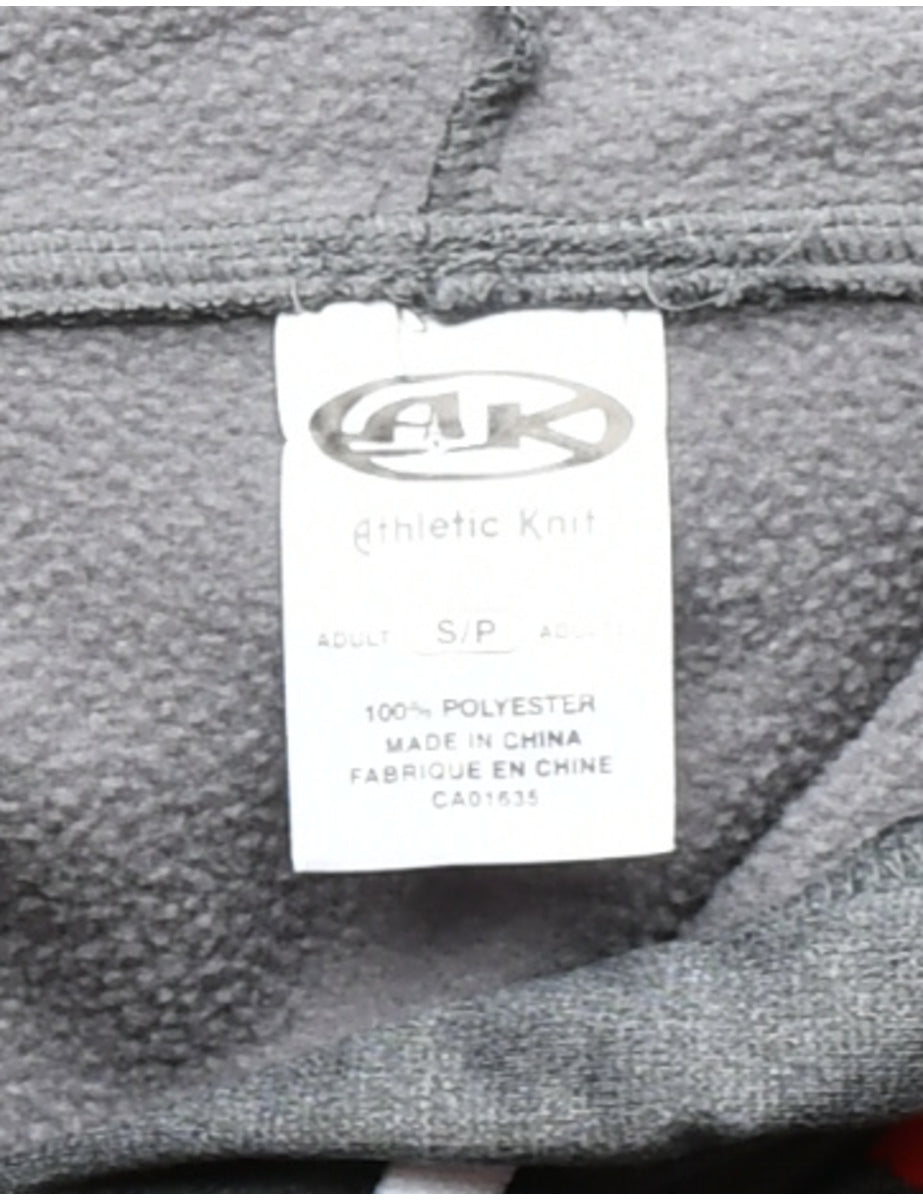 AK
Athletic Knit
ADULT S/P
100% POLYESTER
MADE IN CHINA
FABRIQUE EN CHINE
CA01635